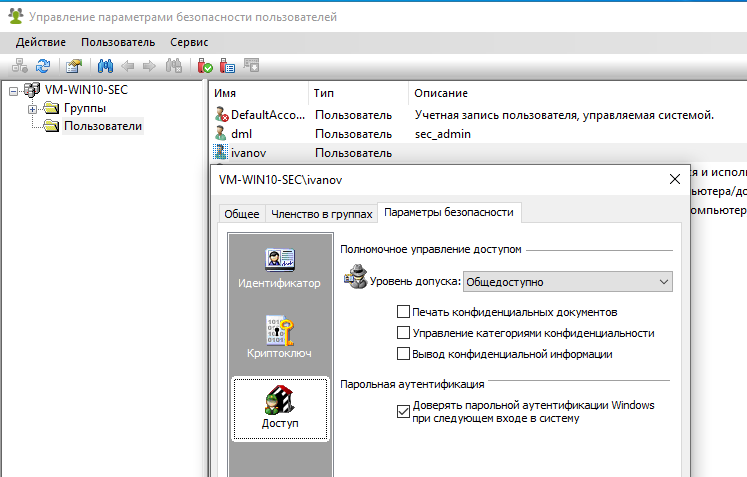 Управление параметрами безопасности пользователей
Действие Пользователь Сервис
VM-WIN10-SEC
Группы
Пользователи
Имя Тип Описание
DefaultAcco... Пользователь Учетная запись пользователя, управляемая системой.
dml Пользователь sec_admin
ivanov Пользователь
VM-WIN10-SEC\ivanov
Общее Членство в группах Параметры безопасности
Идентификатор
Криптоключ
Доступ
Полномочное управление доступом
Уровень допуска: Общедоступно
Печать конфиденциальных документов
Управление категориями конфиденциальности
Вывод конфиденциальной информации
Парольная аутентификация
Доверять парольной аутентификации Windows
при следующем входе в систему